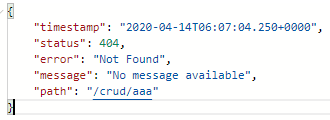 {
"timestamp": "2020-04-14T06:07:04.250+0000",
"status": 404,
"error": "Not Found",
"message": "No message available",
"path": "/crud/aaa"
}